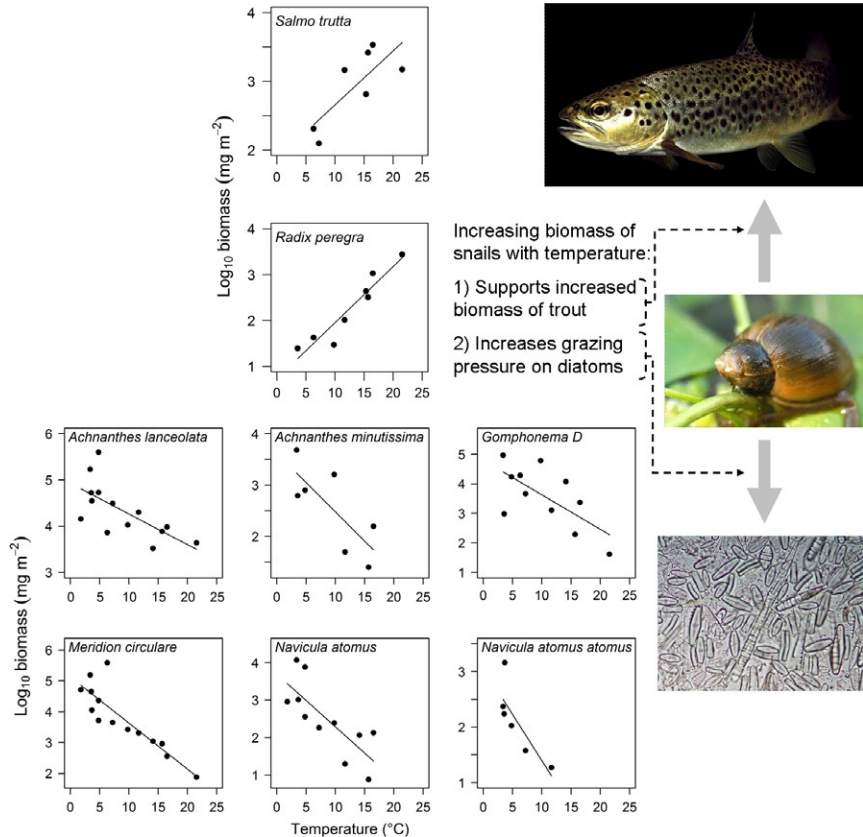 Salmo trutta
4
3
2
0 5 10 15 20 25
Log₁₀ biomass (mg m⁻²)
Radix peregra
4
3
2
1
0 5 10 15 20 25
Increasing biomass of
snails with temperature:
1) Supports increased
biomass of trout
2) Increases grazing
pressure on diatoms
Achnanthes lanceolata
6
5
4
3
0 5 10 15 20 25
Achnanthes minutissima
4
3
2
1
0 5 10 15 20 25
Gomphonema D
5
4
3
2
1
0 5 10 15 20 25
Log₁₀ biomass (mg m⁻²)
Meridion circulare
6
5
4
3
2
0 5 10 15 20 25
Navicula atomus
4
3
2
1
0 5 10 15 20 25
Navicula atomus atomus
3
2
1
0 5 10 15 20 25
Temperature (°C)